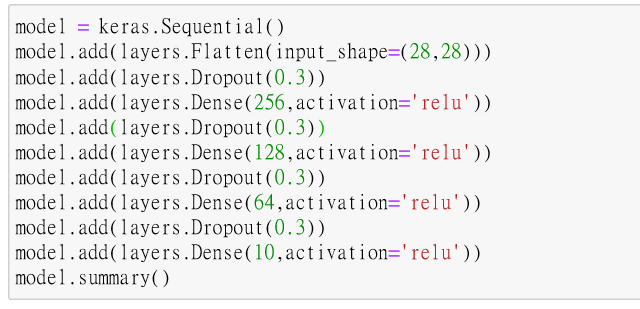 model = keras.Sequential()
model.add(layers.Flatten(input_shape=(28,28)))
model.add(layers.Dropout(0.3))
model.add(layers.Dense(256,activation='relu'))
model.add(layers.Dropout(0.3))
model.add(layers.Dense(128,activation='relu'))
model.add(layers.Dropout(0.3))
model.add(layers.Dense(64,activation='relu'))
model.add(layers.Dropout(0.3))
model.add(layers.Dense(10,activation='relu'))
model.summary()